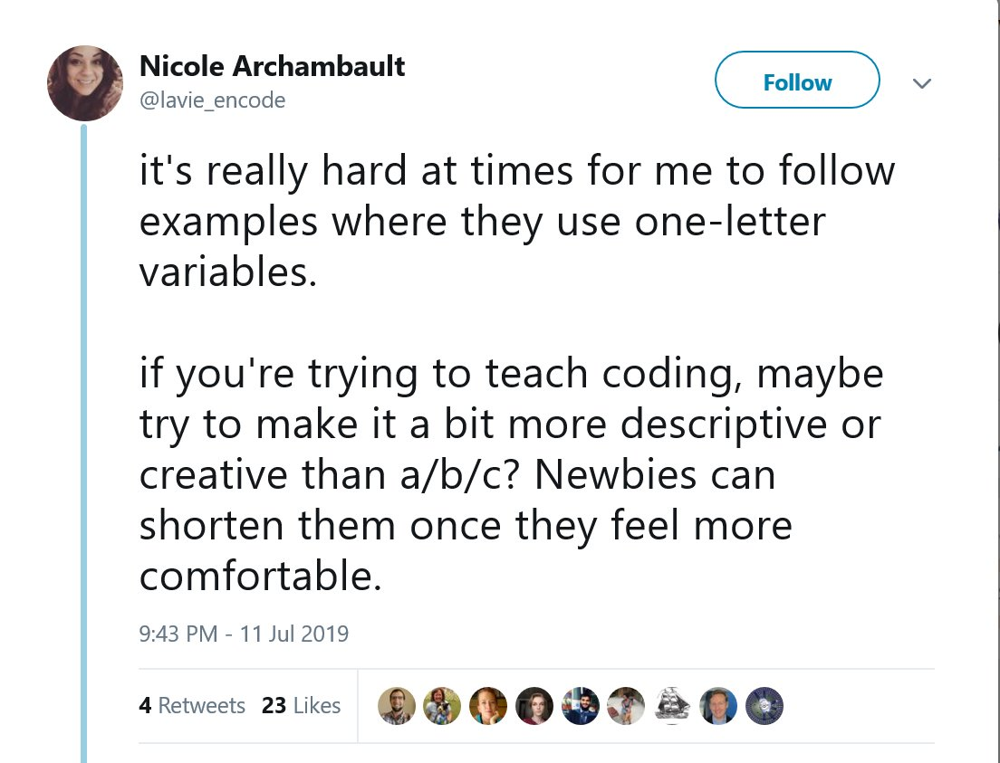 Nicole Archambault
@lavie_encode
Follow
it's really hard at times for me to follow
examples where they use one-letter
variables.
if you're trying to teach coding, maybe
try to make it a bit more descriptive or
creative than a/b/c? Newbies can
shorten them once they feel more
comfortable.
9:43 PM - 11 Jul 2019
4 Retweets 23 Likes